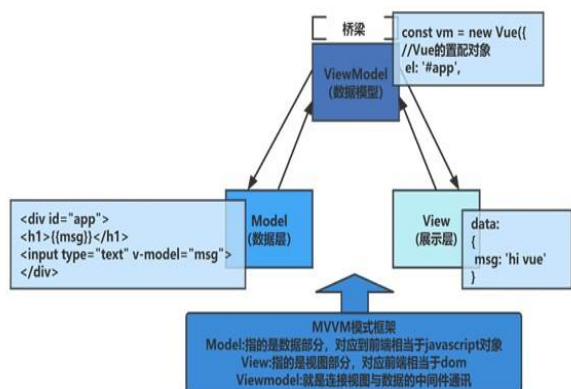 桥梁
const vm = new Vue({
//Vue的置配对象
el: '#app',
ViewModel
(数据模型)
<div id="app">
<h1>{{msg}}</h1>
<input type="text" v-model="msg">
</div>
Model
(数据层)
View
(展示层)
data:
{
msg: 'hi vue'
}
MVVM模式框架
Model:指的是数据部分，对应到前端相当于javascript对象
View:指的是视图部分，对应前端相当于dom
Viewmodel:就是连接视图与数据的中间件通讯